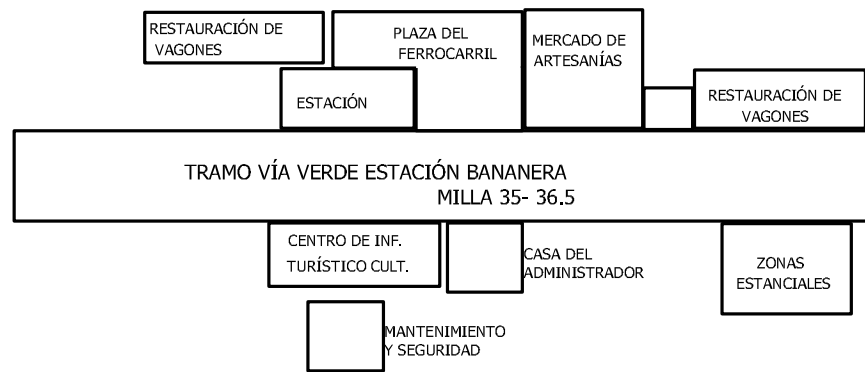 RESTAURACIÓN DE
VAGONES
PLAZA DEL
FERROCARRIL
MERCADO DE
ARTESANÍAS
ESTACIÓN
RESTAURACIÓN DE
VAGONES
TRAMO VÍA VERDE ESTACIÓN BANANERA
MILLA 35- 36.5
CENTRO DE INF.
TURÍSTICO CULT.
CASA DEL
ADMINISTRADOR
ZONAS
ESTANCIALES
MANTENIMIENTO
Y SEGURIDAD